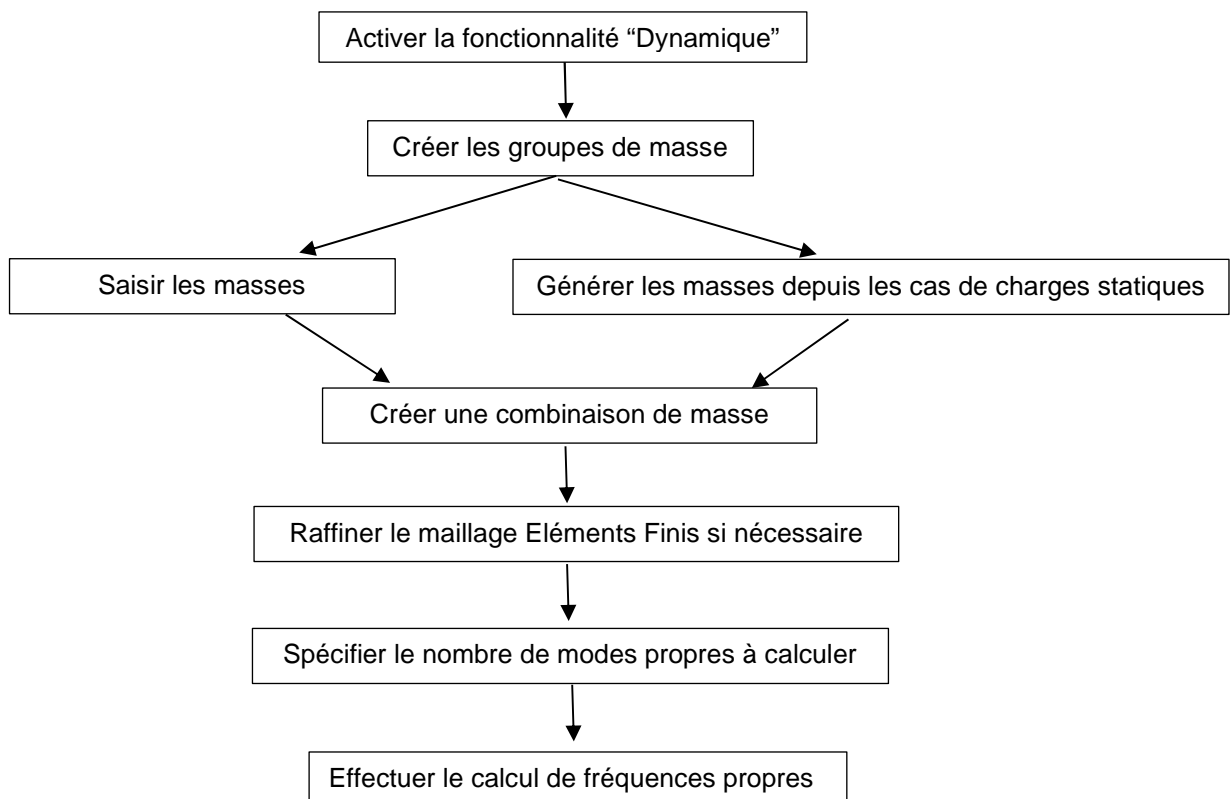 Activer la fonctionnalité “Dynamique”
Créer les groupes de masse
Saisir les masses
Générer les masses depuis les cas de charges statiques
Créer une combinaison de masse
Raffiner le maillage Eléments Finis si nécessaire
Spécifier le nombre de modes propres à calculer
Effectuer le calcul de fréquences propres